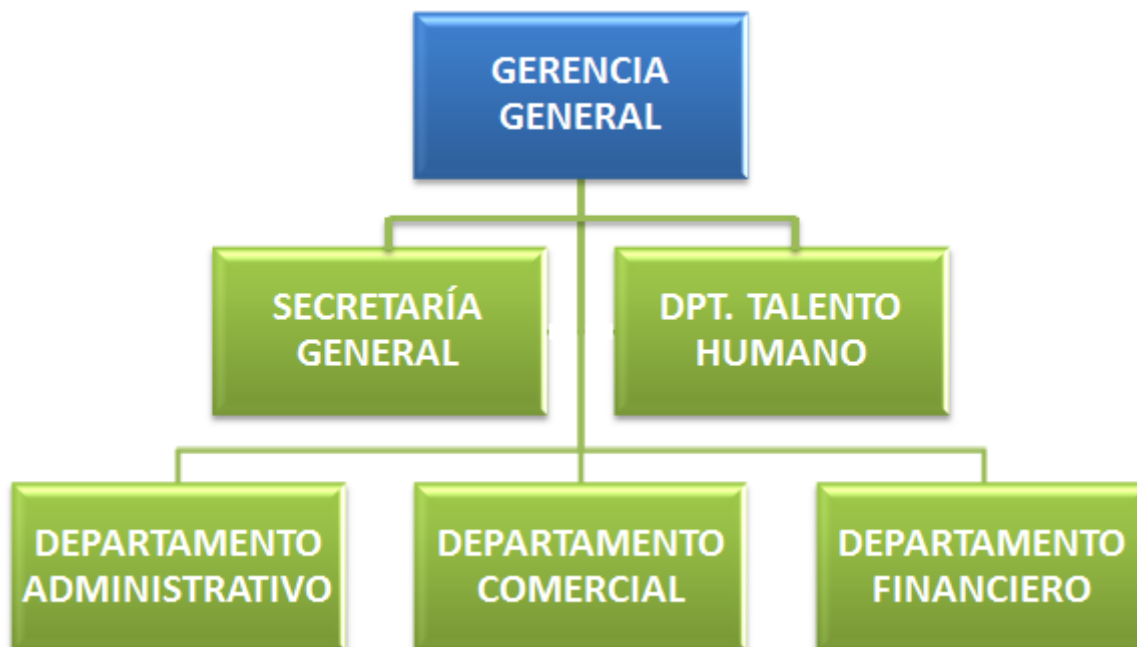 GERENCIA
GENERAL
SECRETARÍA
GENERAL
DPT. TALENTO
HUMANO
DEPARTAMENTO
ADMINISTRATIVO
DEPARTAMENTO
COMERCIAL
DEPARTAMENTO
FINANCIERO